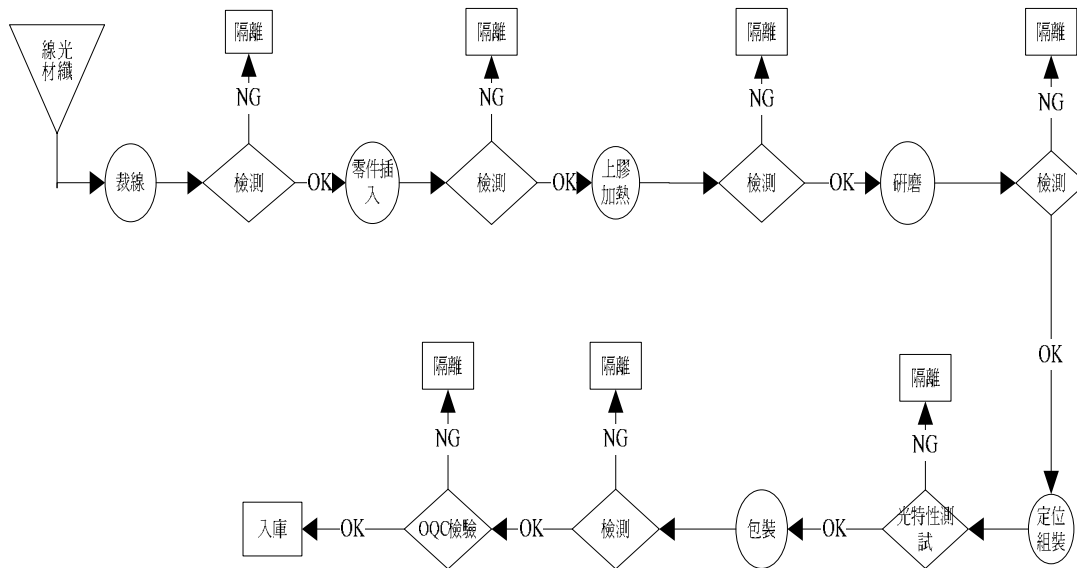 隔離
隔離
隔離
隔離
線光
材纖
NG
NG
NG
NG
裁線
檢測
OK
零件插
入
檢測
OK
上膠
加熱
檢測
OK
研磨
檢測
OK
隔離
隔離
隔離
NG
NG
NG
入庫
OK
OQC檢驗
OK
檢測
包裝
OK
光特性測
試
定位
組裝